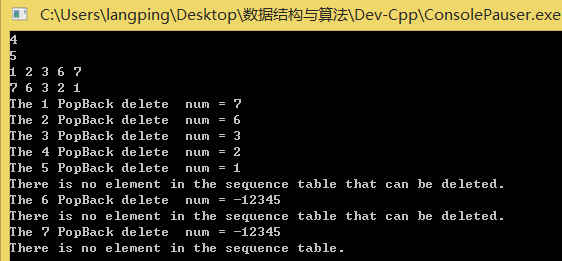 C:\Users\langping\Desktop\数据结构与算法\Dev-Cpp\ConsolePauser.exe
4
5
1 2 3 6 7
7 6 3 2 1
The 1 PopBack delete  num = 7
The 2 PopBack delete  num = 6
The 3 PopBack delete  num = 3
The 4 PopBack delete  num = 2
The 5 PopBack delete  num = 1
There is no element in the sequence table that can be deleted.
The 6 PopBack delete  num = -12345
There is no element in the sequence table that can be deleted.
The 7 PopBack delete  num = -12345
There is no element in the sequence table.